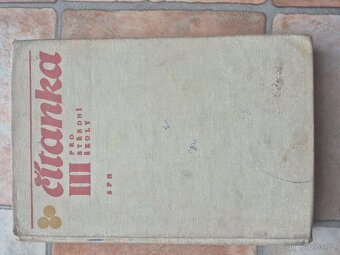 čítanka
III PRO
STŘEDNÍ
ŠKOLY
SPN